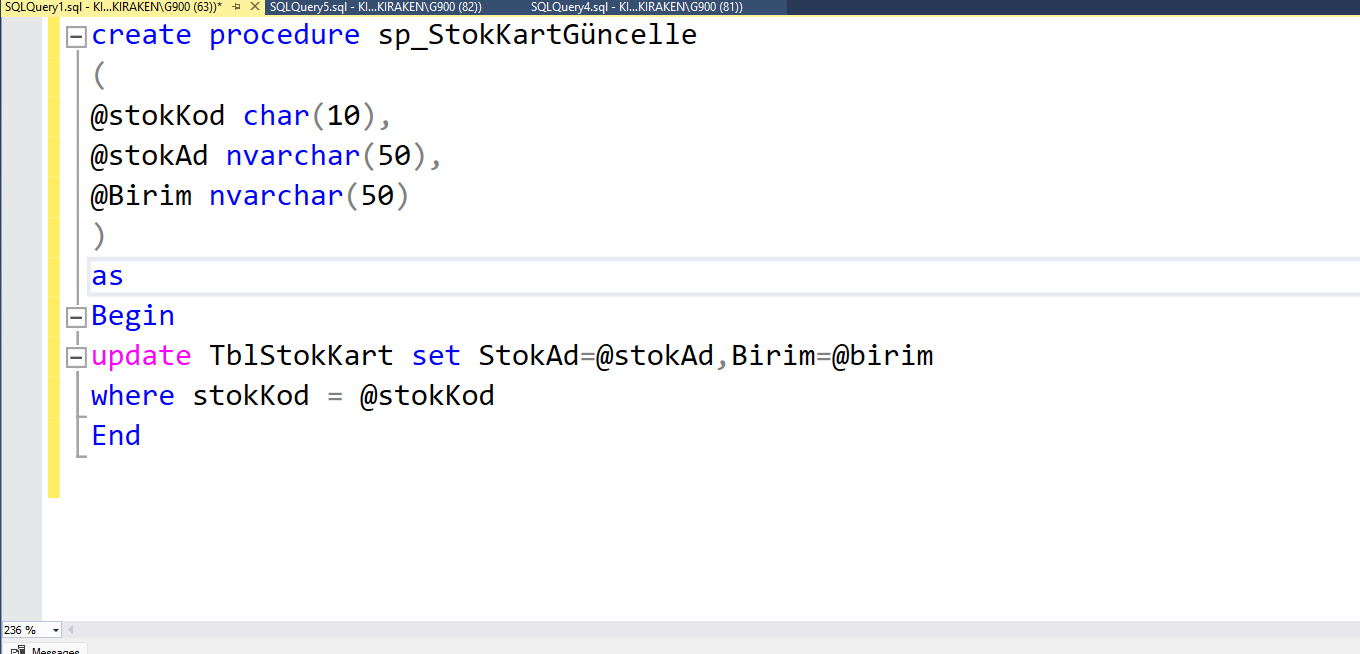 SQLQuery1.sql - KI...KIRAKEN\G900 (63))* SQLQuery5.sql - KI...KIRAKEN\G900 (82)) SQLQuery4.sql - KI...KIRAKEN\G900 (81))
create procedure sp_StokKartGüncelle
(
@stokKod char(10),
@stokAd nvarchar(50),
@Birim nvarchar(50)
)
as
Begin
update TblStokKart set StokAd=@stokAd,Birim=@birim
where stokKod = @stokKod
End
236 %
Messages